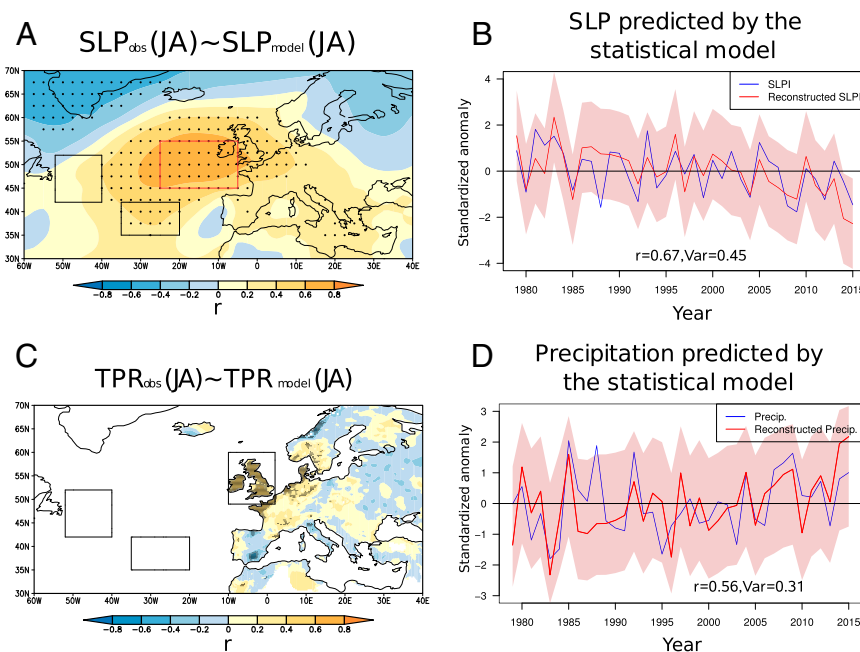 A
SLPobs(JA)~SLPmodel(JA)
70N
65N
60N
55N
50N
45N
40N
35N
30N
60W 50W 40W 30W 20W 10W 0 10E 20E 30E 40E
−0.8 −0.6 −0.4 −0.2 0 0.2 0.4 0.6 0.8
r
B
SLP predicted by the
statistical model
Standardized anomaly
4
2
0
−2
−4
SLPI
Reconstructed SLPI
r=0.67,Var=0.45
1980 1985 1990 1995 2000 2005 2010 2015
Year
C
TPRobs(JA)~TPR model(JA)
70N
65N
60N
55N
50N
45N
40N
35N
30N
60W 50W 40W 30W 20W 10W 0 10E 20E 30E 40E
−0.8 −0.6 −0.4 −0.2 0 0.2 0.4 0.6 0.8
r
D
Precipitation predicted by
the statistical model
Standardized anomaly
3
2
1
0
−1
−2
−3
Precip.
Reconstructed Precip.
r=0.56,Var=0.31
1980 1985 1990 1995 2000 2005 2010 2015
Year